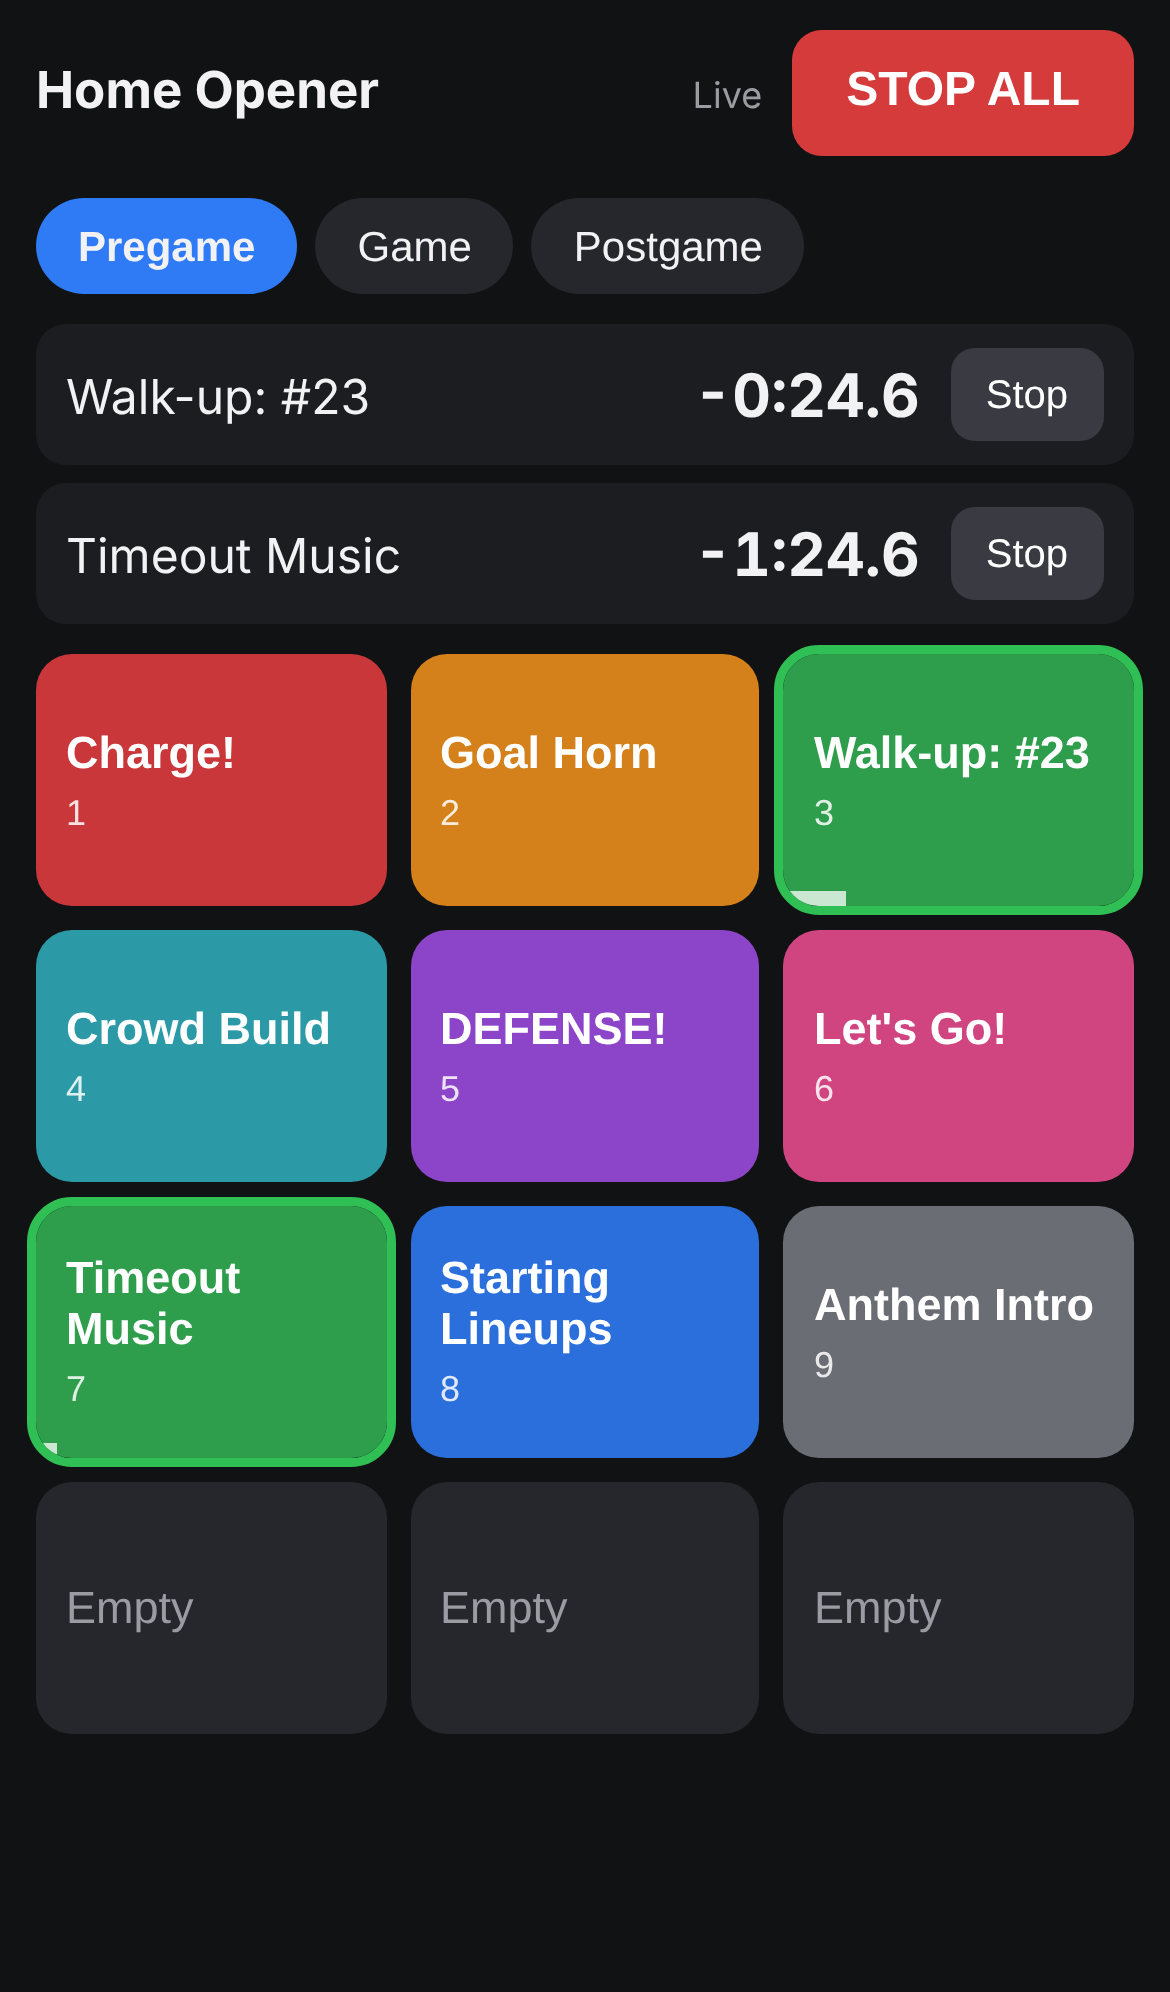 Home Opener
Live
STOP ALL
Pregame
Game
Postgame
Walk-up: #23
-0:24.6
Stop
Timeout Music
-1:24.6
Stop
Charge!
1
Goal Horn
2
Walk-up: #23
3
Crowd Build
4
DEFENSE!
5
Let's Go!
6
Timeout
Music
7
Starting
Lineups
8
Anthem Intro
9
Empty
Empty
Empty